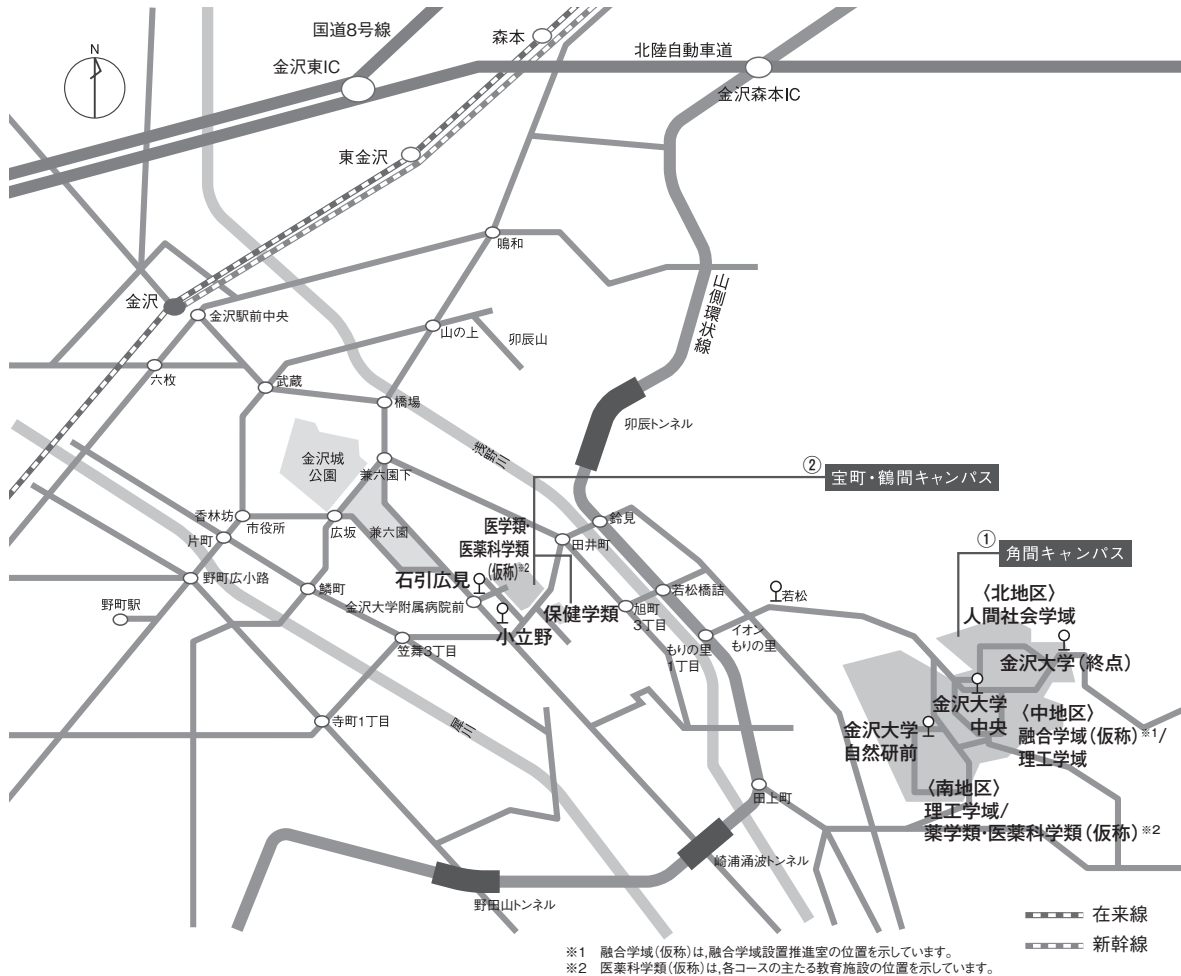 国道8号線
森本
北陸自動車道
N
金沢東IC
金沢森本IC
東金沢
鳴和
山側環状線
金沢
金沢駅前中央
山の上
卯辰山
六枚
武蔵
橋場
卯辰トンネル
浅野川
金沢城
公園
兼六園下
②
宝町・鶴間キャンパス
香林坊
市役所
広坂
兼六園
医学類・
医薬科学類
(仮称)※2
鈴見
田井町
片町
①
角間キャンパス
石引広見
野町広小路
鱗町
金沢大学附属病院前
保健学類
旭町
3丁目
若松橋詰
若松
〈北地区〉
人間社会学域
野町駅
小立野
笠舞3丁目
もりの里
1丁目
イオン
もりの里
金沢大学(終点)
金沢大学
中央
〈中地区〉
融合学域(仮称)※1/
理工学域
金沢大学
自然研前
寺町1丁目
犀川
田上町
〈南地区〉
理工学域/
薬学類・医薬科学類(仮称)※2
崎浦涌波トンネル
野田山トンネル
在来線
新幹線
※1 融合学域(仮称)は,融合学域設置推進室の位置を示しています。
※2 医薬科学類(仮称)は,各コースの主たる教育施設の位置を示しています。